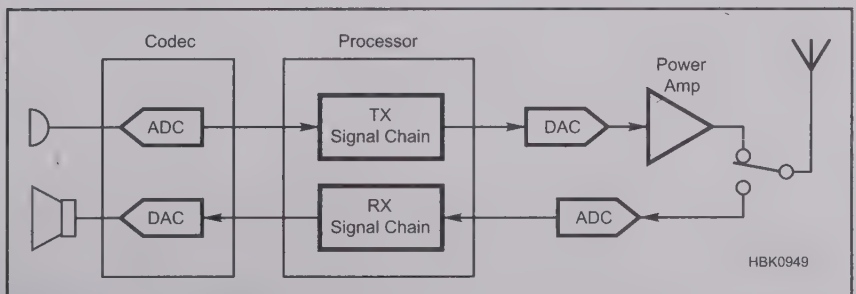 Codec
Processor
Power
Amp
ADC
TX
Signal Chain
DAC
DAC
RX
Signal Chain
ADC
HBK0949